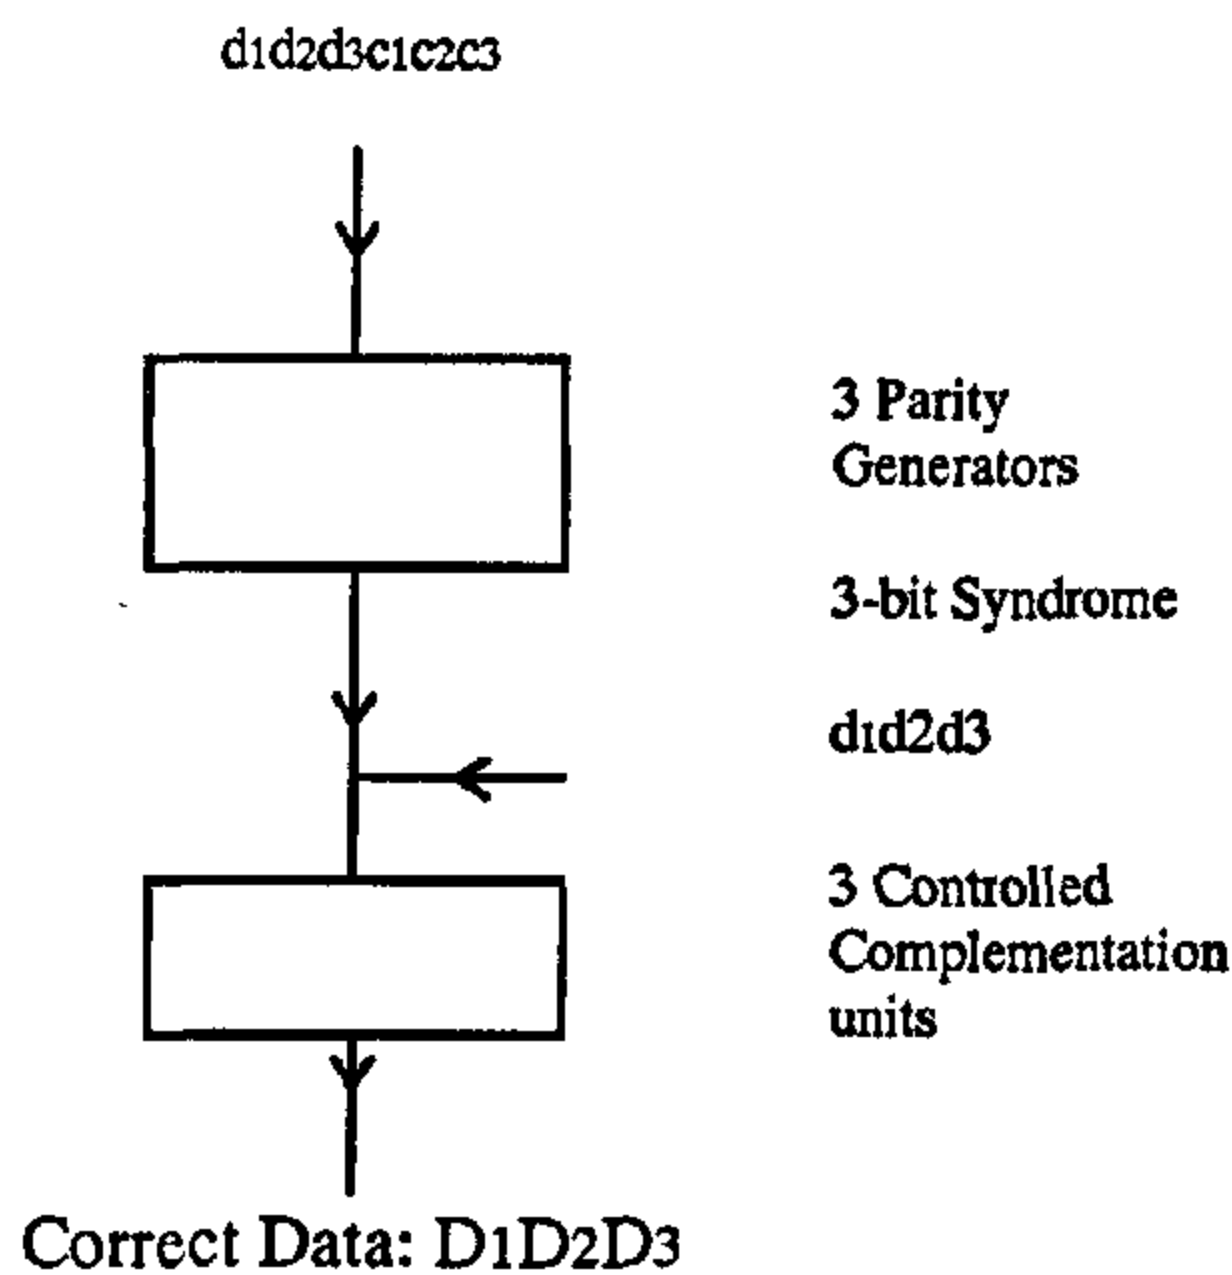 d1d2d3c1c2c3
3 Parity
Generators
3-bit Syndrome
d1d2d3
3 Controlled
Complementation
units
Correct Data: D1D2D3